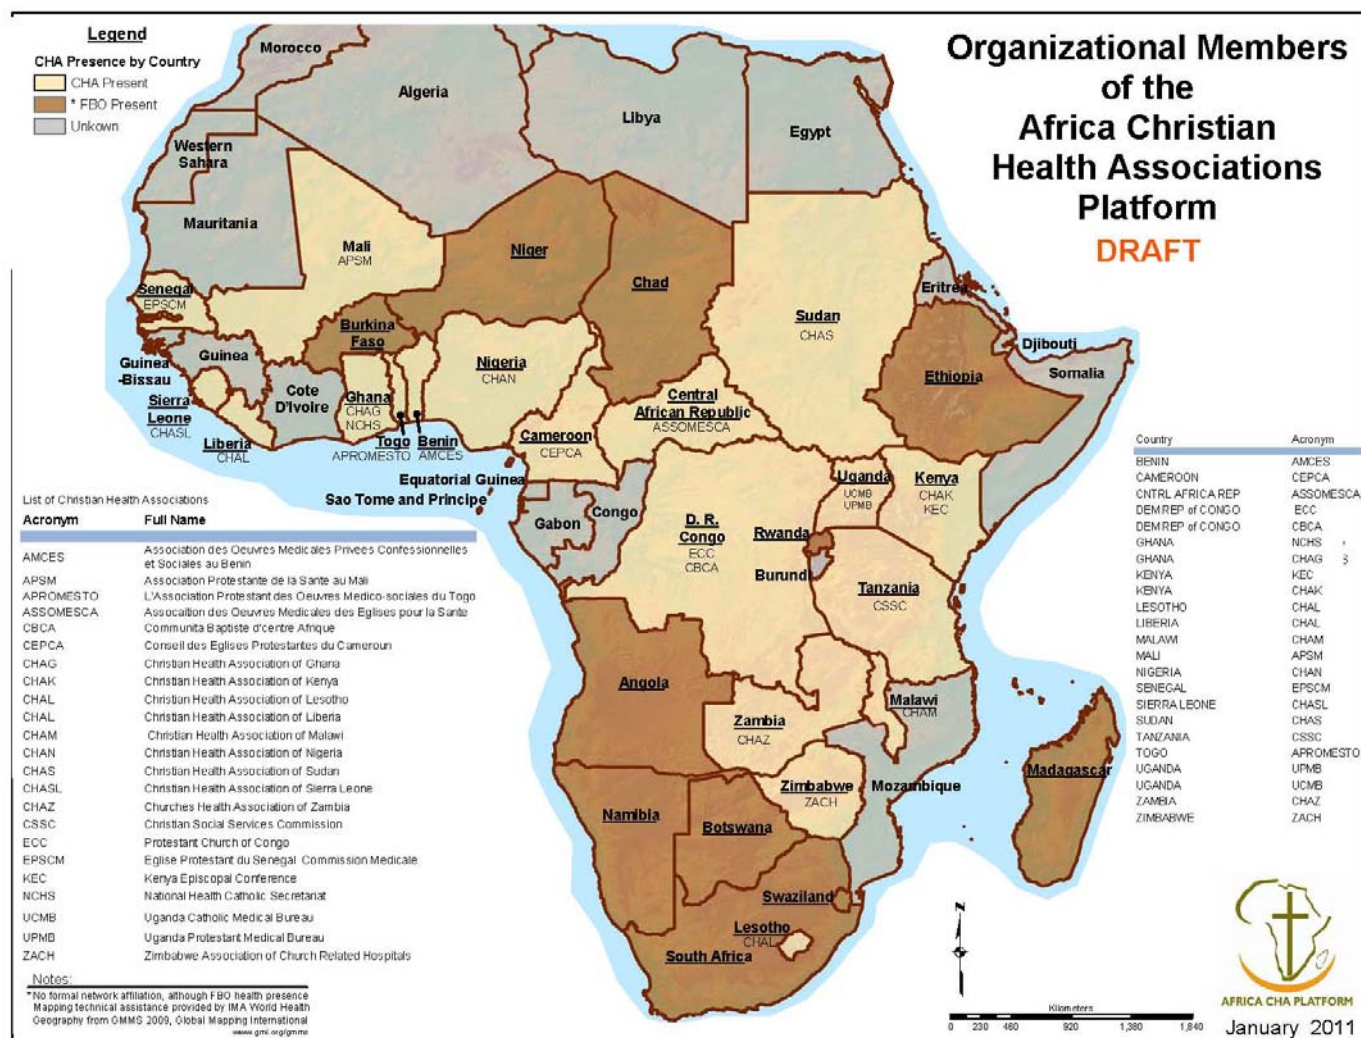 Legend
CHA Presence by Country
CHA Present
* FBO Present
Unkown
Organizational Members
of the
Africa Christian
Health Associations
Platform
DRAFT
Morocco
Algeria
Libya
Egypt
Western
Sahara
Mauritania
Mali
APSM
Niger
Chad
Sudan
CHAS
Eritrea
Djibouti
Somalia
Ethiopia
Senegal
EPSCM
Guinea
-Bissau
Guinea
Sierra
Leone
CHASL
Liberia
CHAL
Cote
D'Ivoire
Burkina
Faso
Ghana
CHAG
NCHS
Togo
APROMESTO
Benin
AMCES
Nigeria
CHAN
Cameroon
CEPCA
Central
African Republic
ASSOMESCA
Equatorial Guinea
Sao Tome and Principe
Gabon
Congo
D. R.
Congo
ECC
CBCA
Uganda
UCMB
UPMB
Kenya
CHAK
KEC
Rwanda
Burundi
Tanzania
CSSC
Angola
Zambia
CHAZ
Malawi
CHAM
Zimbabwe
ZACH
Mozambique
Madagascar
Namibia
Botswana
Swaziland
Lesotho
CHAL
South Africa
List of Christian Health Associations
Acronym Full Name
AMCES Association des Oeuvres Medicales Privees Confessionnelles
et Sociales au Benin
APSM Association Protestante de la Sante au Mali
APROMESTO L'Association Protestant des Oeuvres Medico-sociales du Togo
ASSOMESCA Assocaition des Oeuvres Medicales des Eglises pour la Sante
CBCA Communita Baptiste d'centre Afrique
CEPCA Conseil des Eglises Protestantes du Cameroun
CHAG Christian Health Association of Ghana
CHAK Christian Health Association of Kenya
CHAL Christian Health Association of Lesotho
CHAL Christian Health Association of Liberia
CHAM Christian Health Association of Malawi
CHAN Christian Health Association of Nigeria
CHAS Christian Health Association of Sudan
CHASL Christian Health Association of Sierra Leone
CHAZ Churches Health Association of Zambia
CSSC Christian Social Services Commission
ECC Protestant Church of Congo
EPSCM Eglise Protestant du Senegal Commission Medicale
KEC Kenya Episcopal Conference
NCHS National Health Catholic Secretariat
UCMB Uganda Catholic Medical Bureau
UPMB Uganda Protestant Medical Bureau
ZACH Zimbabwe Association of Church Related Hospitals
Notes:
*No formal network affiliation, although FBO health presence
Mapping technical assistance provided by IMA World Health
Geography from GMMS 2009, Global Mapping International
www.gmi.org/gmms
Country Acronym
BENIN AMCES
CAMEROON CEPCA
CNTRL AFRICA REP ASSOMESCA
DEM REP of CONGO ECC
DEM REP of CONGO CBCA
GHANA NCHS
GHANA CHAG S
KENYA KEC
KENYA CHAK
LESOTHO CHAL
LIBERIA CHAL
MALAWI CHAM
MALI APSM
NIGERIA CHAN
SENEGAL EPSCM
SIERRA LEONE CHASL
SUDAN CHAS
TANZANIA CSSC
TOGO APROMESTO
UGANDA UPMB
UGANDA UCMB
ZAMBIA CHAZ
ZIMBABWE ZACH
N
Kilometers
0 230 460 920 1,380 1,840
AFRICA CHA PLATFORM
January 2011